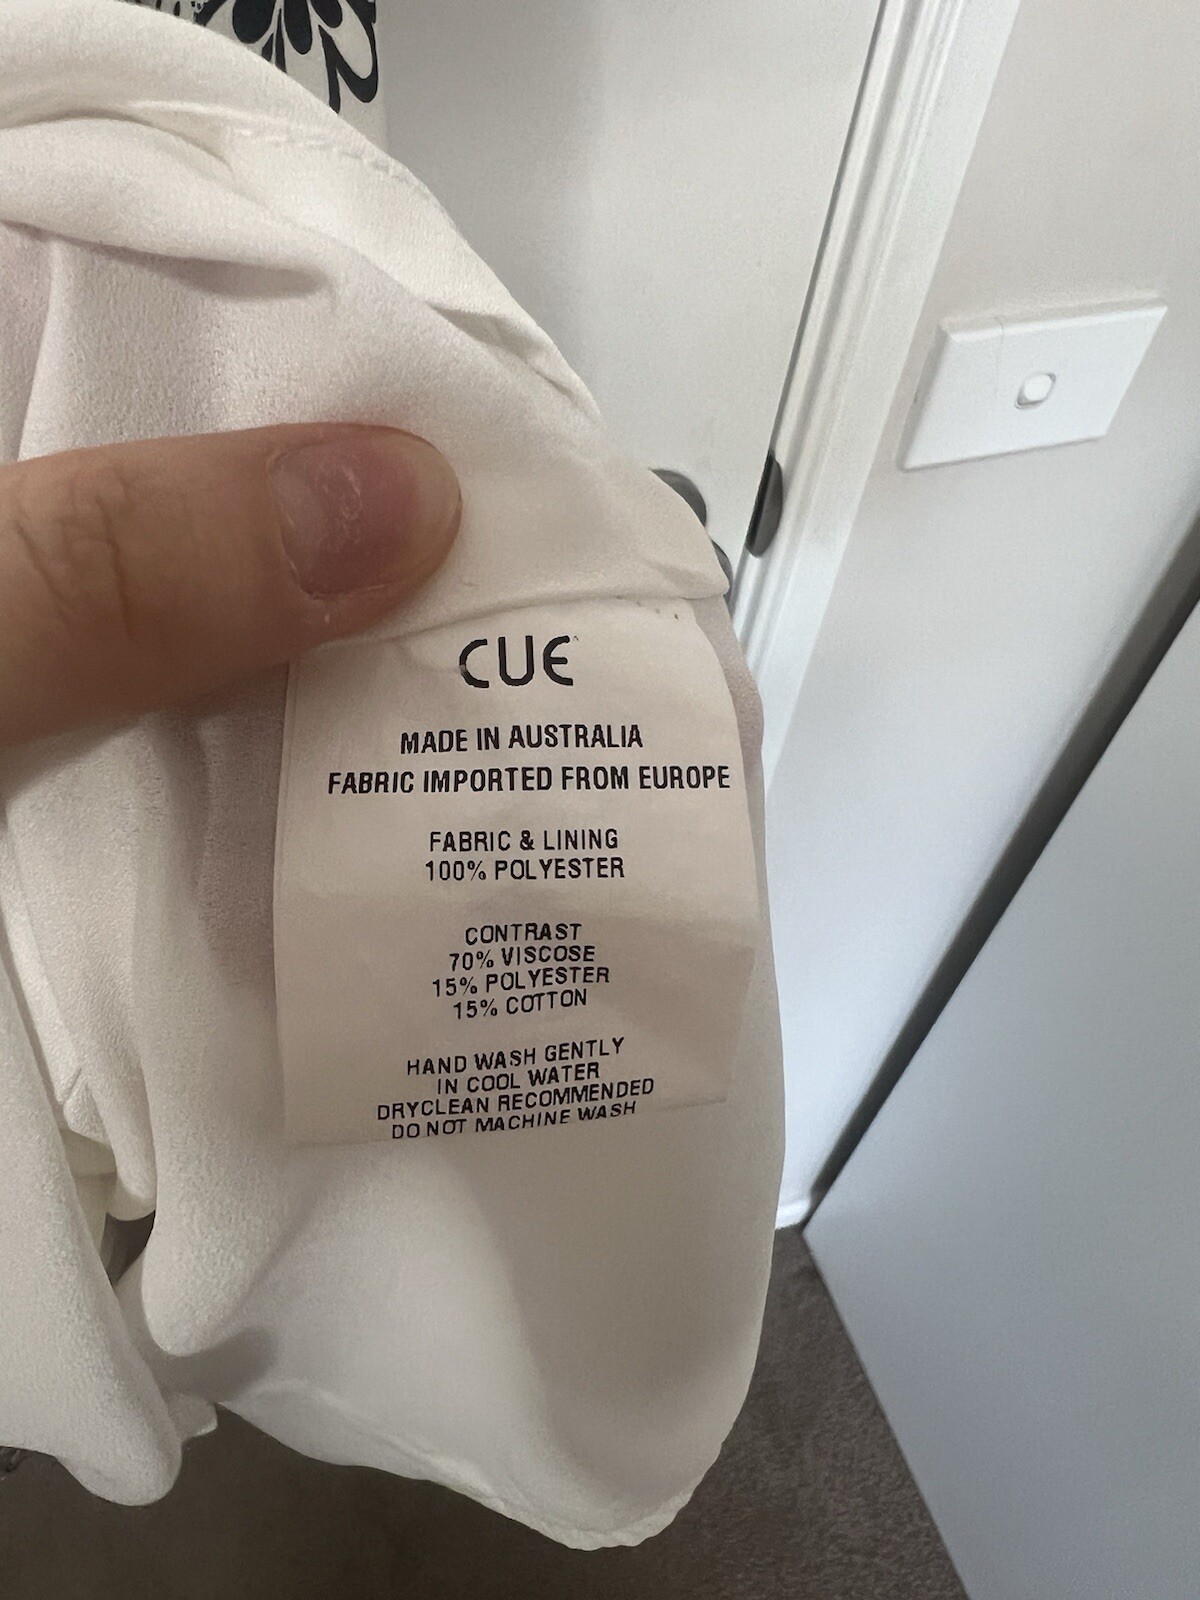 CUE
MADE IN AUSTRALIA
FABRIC IMPORTED FROM EUROPE
FABRIC & LINING
100% POLYESTER
CONTRAST
70% VISCOSE
15% POLYESTER
15% COTTON
HAND WASH GENTLY
IN COOL WATER
DRYCLEAN RECOMMENDED
DO NOT MACHINE WASH